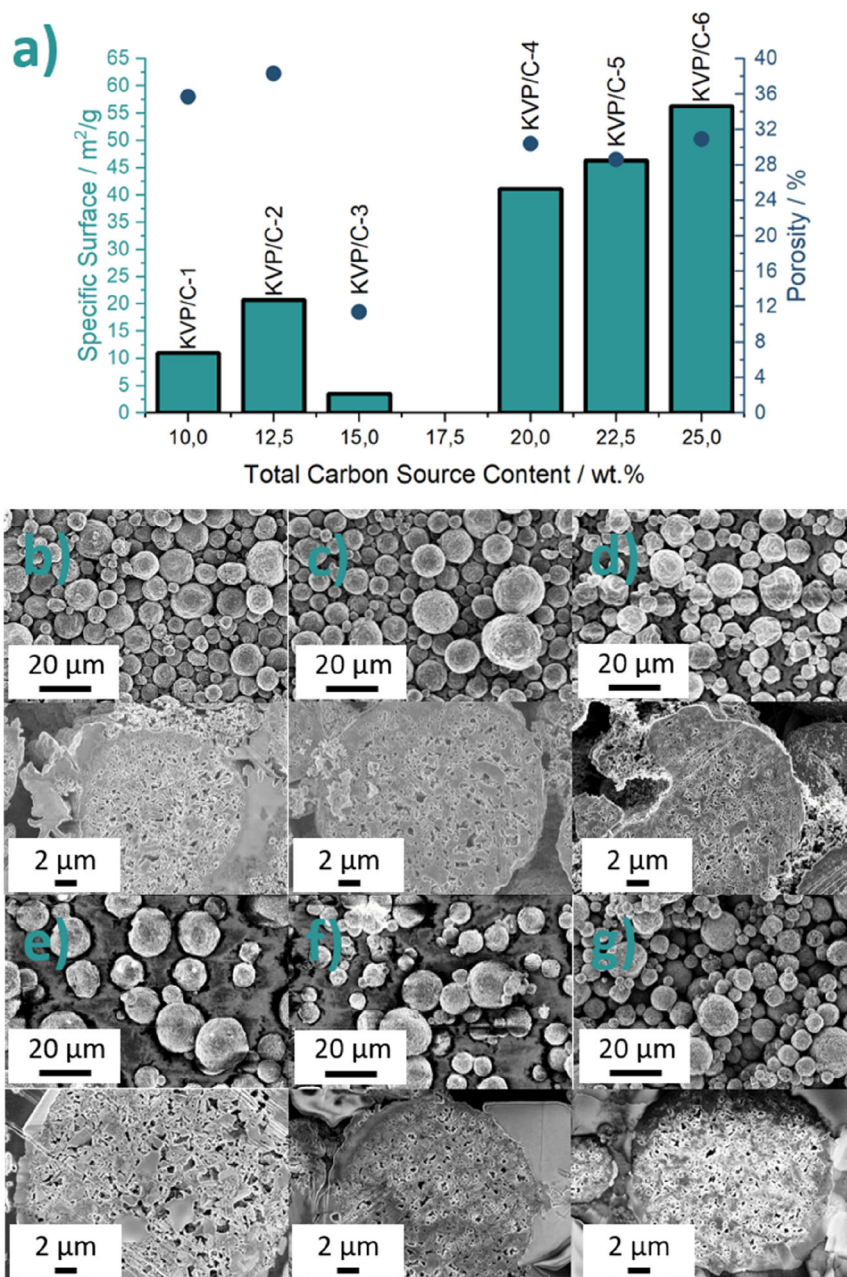 a)
Specific Surface / m²/g
65
60
55
50
45
40
35
30
25
20
15
10
5
0
KVP/C-1
KVP/C-2
KVP/C-3
KVP/C-4
KVP/C-5
KVP/C-6
40
36
32
28
24
20
16
12
8
4
0
Porosity / %
10,0 12,5 15,0 17,5 20,0 22,5 25,0
Total Carbon Source Content / wt.%
b) c) d)
20 µm 20 µm 20 µm
2 µm 2 µm 2 µm
e) f) g)
20 µm 20 µm 20 µm
2 µm 2 µm 2 µm